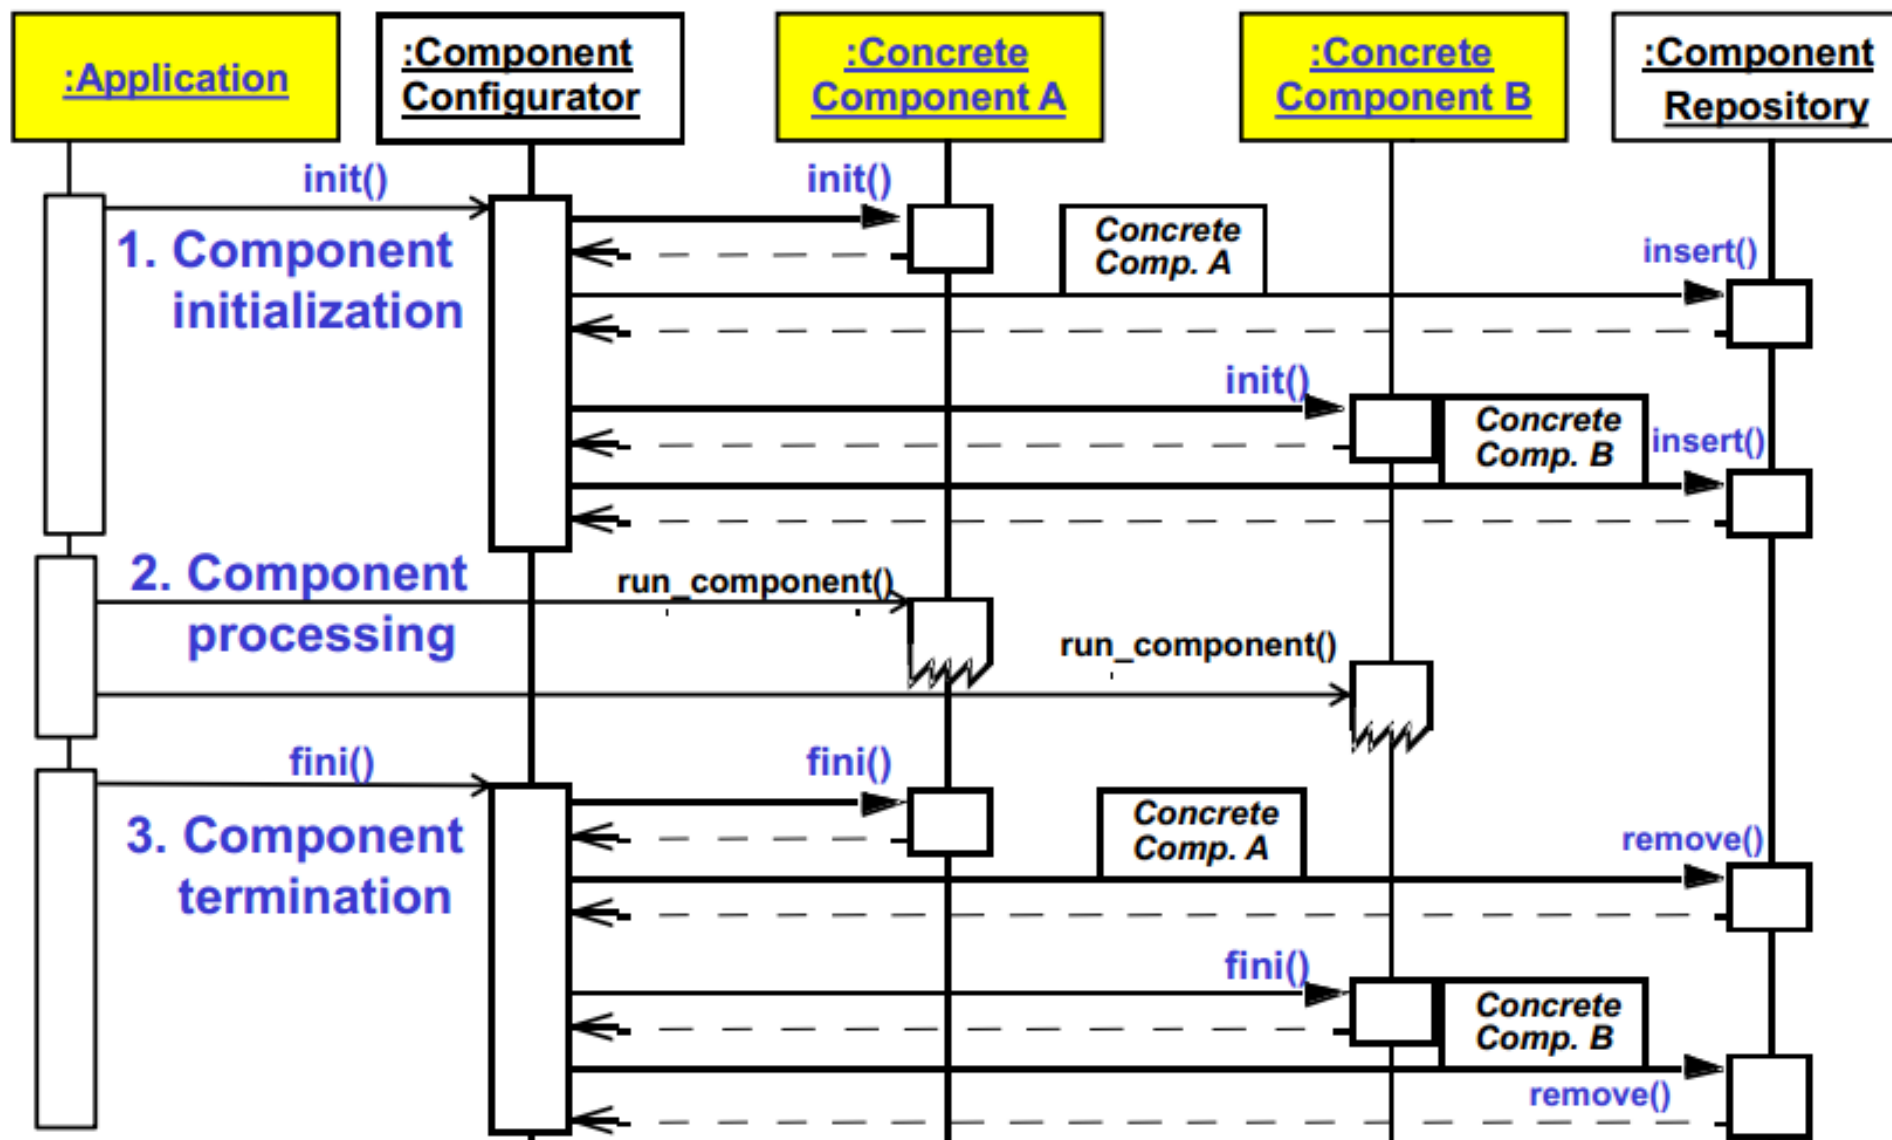 :Application
:Component
Configurator
:Concrete
Component A
:Concrete
Component B
:Component
Repository
init()
init()
1. Component
initialization
Concrete
Comp. A
insert()
init()
Concrete
Comp. B
insert()
2. Component
processing
run_component()
run_component()
fini()
fini()
3. Component
termination
Concrete
Comp. A
remove()
fini()
Concrete
Comp. B
remove()